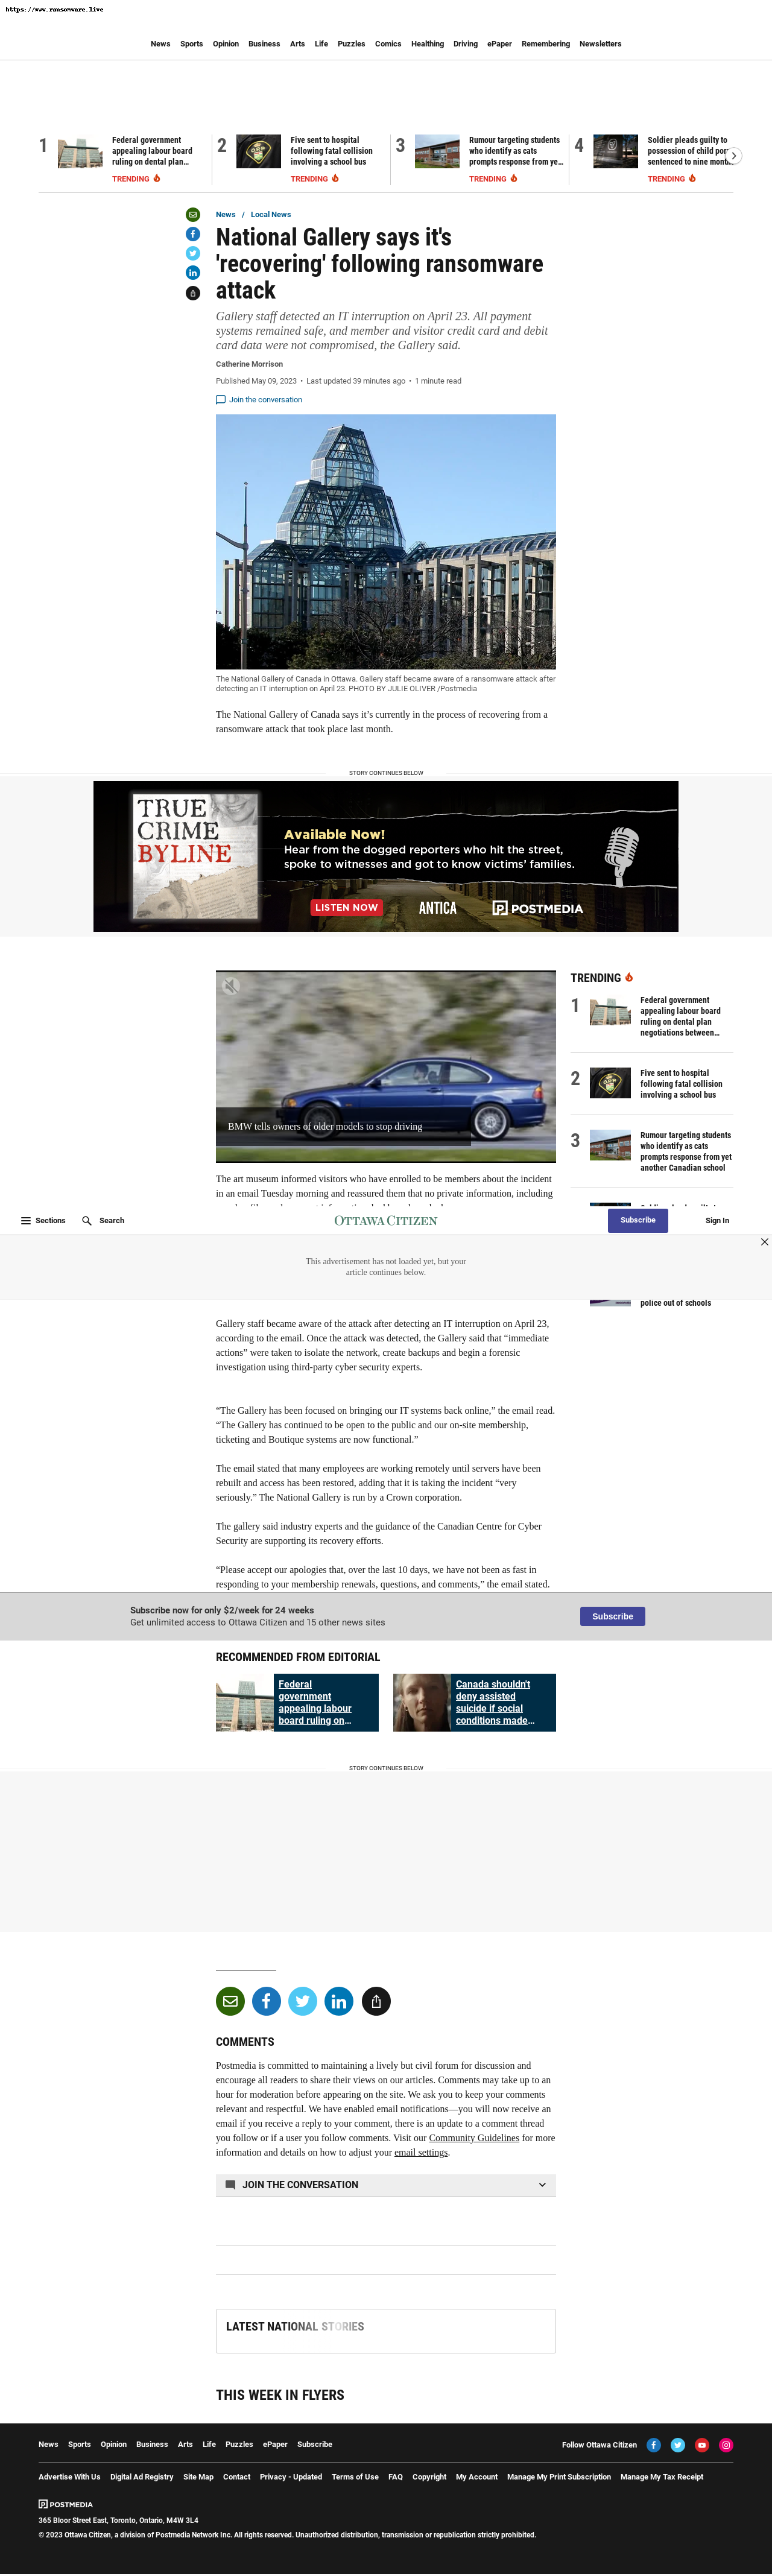 https://www.ransomware.live
News Sports Opinion Business Arts Life Puzzles Comics Healthing Driving ePaper Remembering Newsletters
1
Federal government
appealing labour board
ruling on dental plan…
TRENDING
2
Five sent to hospital
following fatal collision
involving a school bus
TRENDING
3
Rumour targeting students
who identify as cats
prompts response from ye…
TRENDING
4
Soldier pleads guilty to
possession of child por
sentenced to nine month
TRENDING
News / Local News
National Gallery says it's
'recovering' following ransomware
attack
Gallery staff detected an IT interruption on April 23. All payment
systems remained safe, and member and visitor credit card and debit
card data were not compromised, the Gallery said.
Catherine Morrison
Published May 09, 2023 • Last updated 39 minutes ago • 1 minute read
Join the conversation
The National Gallery of Canada in Ottawa. Gallery staff became aware of a ransomware attack after
detecting an IT interruption on April 23. PHOTO BY JULIE OLIVER /Postmedia
The National Gallery of Canada says it’s currently in the process of recovering from a
ransomware attack that took place last month.
STORY CONTINUES BELOW
TRUE
CRIME
BYLINE
Available Now!
Hear from the dogged reporters who hit the street,
spoke to witnesses and got to know victims’ families.
LISTEN NOW
ANTICA
POSTMEDIA
BMW tells owners of older models to stop driving
TRENDING
1
Federal government
appealing labour board
ruling on dental plan
negotiations between…
2
Five sent to hospital
following fatal collision
involving a school bus
3
Rumour targeting students
who identify as cats
prompts response from yet
another Canadian school
The art museum informed visitors who have enrolled to be members about the incident
in an email Tuesday morning and reassured them that no private information, including
Sections
Search
OTTAWA CITIZEN
Subscribe
Sign In
This advertisement has not loaded yet, but your
article continues below.
police out of schools
Gallery staff became aware of the attack after detecting an IT interruption on April 23,
according to the email. Once the attack was detected, the Gallery said that “immediate
actions” were taken to isolate the network, create backups and begin a forensic
investigation using third-party cyber security experts.
“The Gallery has been focused on bringing our IT systems back online,” the email read.
“The Gallery has continued to be open to the public and our on-site membership,
ticketing and Boutique systems are now functional.”
The email stated that many employees are working remotely until servers have been
rebuilt and access has been restored, adding that it is taking the incident “very
seriously.” The National Gallery is run by a Crown corporation.
The gallery said industry experts and the guidance of the Canadian Centre for Cyber
Security are supporting its recovery efforts.
“Please accept our apologies that, over the last 10 days, we have not been as fast in
responding to your membership renewals, questions, and comments,” the email stated.
Subscribe now for only $2/week for 24 weeks
Get unlimited access to Ottawa Citizen and 15 other news sites
Subscribe
RECOMMENDED FROM EDITORIAL
Federal
government
appealing labour
board ruling on…
Canada shouldn't
deny assisted
suicide if social
conditions made…
STORY CONTINUES BELOW
COMMENTS
Postmedia is committed to maintaining a lively but civil forum for discussion and
encourage all readers to share their views on our articles. Comments may take up to an
hour for moderation before appearing on the site. We ask you to keep your comments
relevant and respectful. We have enabled email notifications—you will now receive an
email if you receive a reply to your comment, there is an update to a comment thread
you follow or if a user you follow comments. Visit our Community Guidelines for more
information and details on how to adjust your email settings.
JOIN THE CONVERSATION
LATEST NATIONAL STORIES
THIS WEEK IN FLYERS
News Sports Opinion Business Arts Life Puzzles ePaper Subscribe
Follow Ottawa Citizen
Advertise With Us Digital Ad Registry Site Map Contact Privacy - Updated Terms of Use FAQ Copyright My Account Manage My Print Subscription Manage My Tax Receipt
POSTMEDIA
365 Bloor Street East, Toronto, Ontario, M4W 3L4
© 2023 Ottawa Citizen, a division of Postmedia Network Inc. All rights reserved. Unauthorized distribution, transmission or republication strictly prohibited.